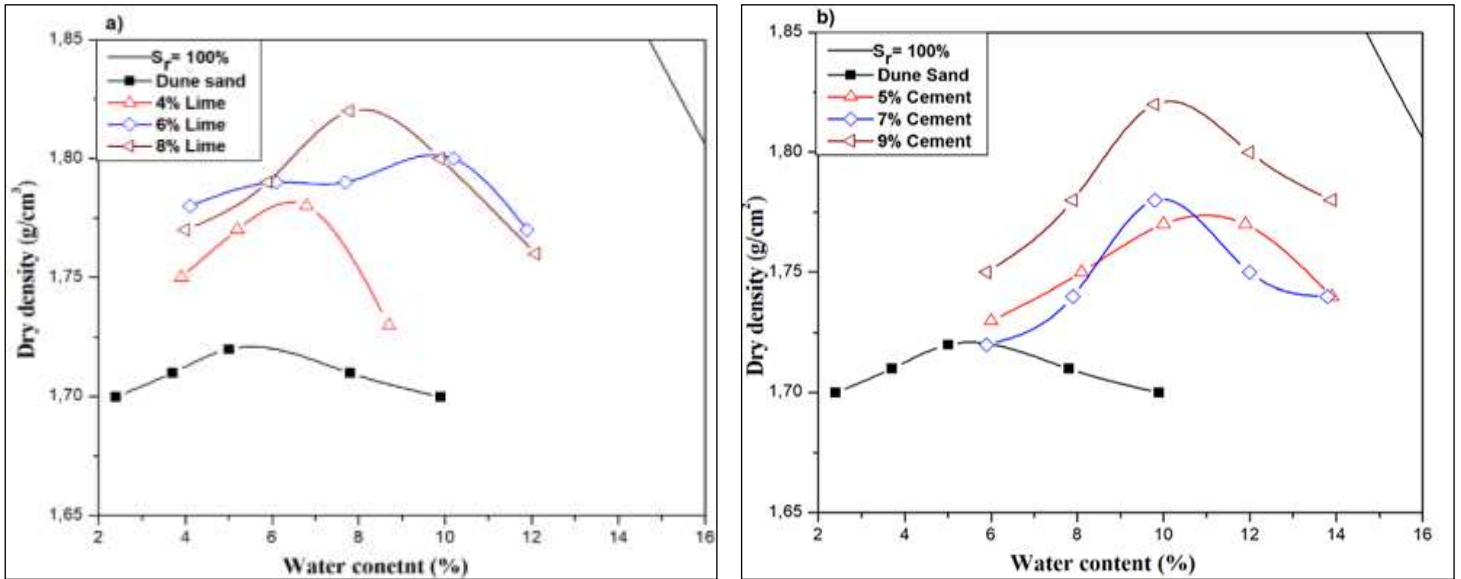 a)
1,85
1,80
1,75
1,70
1,65
Dry density (g/cm³)
S_r= 100%
Dune sand
4% Lime
6% Lime
8% Lime
2 4 6 8 10 12 14 16
Water conetnt (%)
b)
1,85
1,80
1,75
1,70
1,65
Dry density (g/cm²)
S_r= 100%
Dune Sand
5% Cement
7% Cement
9% Cement
2 4 6 8 10 12 14 16
Water content (%)